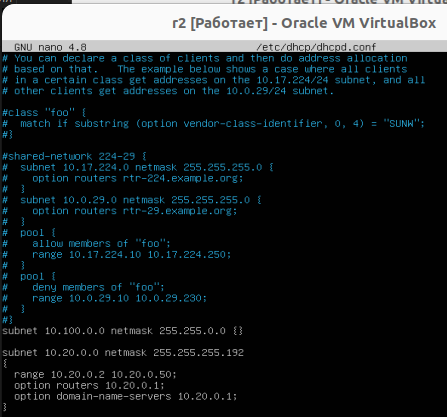 r2 [Работает] - Oracle VM VirtualBox
GNU nano 4.8 /etc/dhcp/dhcpd.conf
# You can declare a class of clients and then do address allocation
# based on that. The example below shows a case where all clients
# in a certain class get addresses on the 10.17.224/24 subnet, and all
# other clients get addresses on the 10.0.29/24 subnet.
#class "foo" {
# match if substring (option vendor-class-identifier, 0, 4) = "SUNW";
#}
#shared-network 224-29 {
# subnet 10.17.224.0 netmask 255.255.255.0 {
# option routers rtr-224.example.org;
# }
# subnet 10.0.29.0 netmask 255.255.255.0 {
# option routers rtr-29.example.org;
# }
# pool {
# allow members of "foo";
# range 10.17.224.10 10.17.224.250;
# }
# pool {
# deny members of "foo";
# range 10.0.29.10 10.0.29.230;
# }
#}
subnet 10.100.0.0 netmask 255.255.0.0 {}
subnet 10.20.0.0 netmask 255.255.255.192
{
range 10.20.0.2 10.20.0.50;
option routers 10.20.0.1;
option domain-name-servers 10.20.0.1;
}